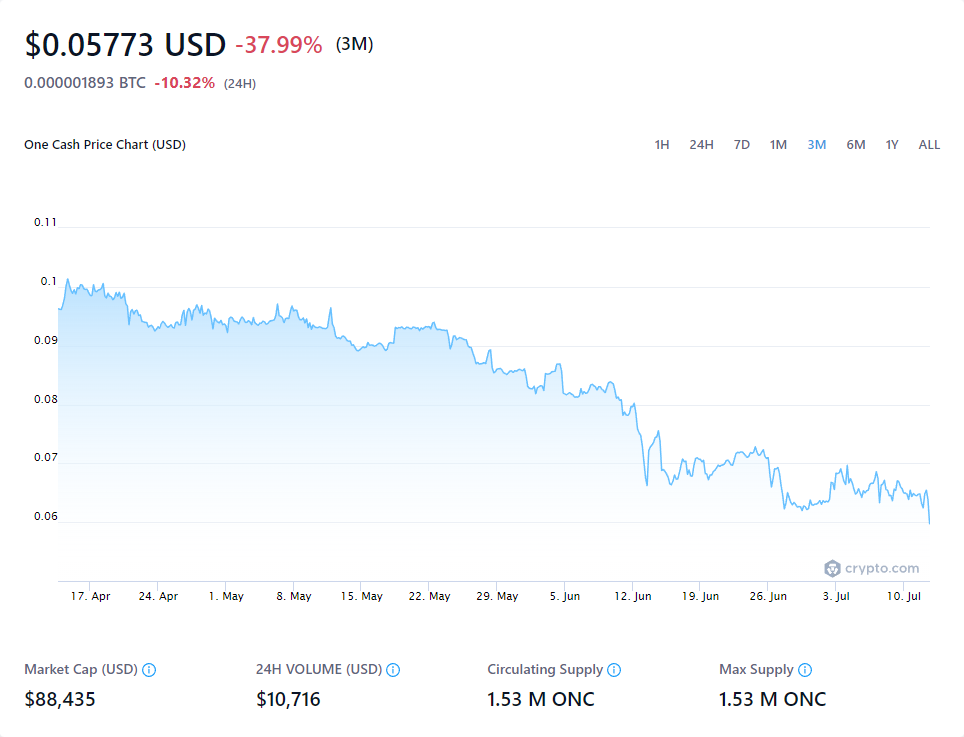 $0.05773 USD -37.99% (3M)
0.000001893 BTC -10.32% (24H)
One Cash Price Chart (USD)
1H 24H 7D 1M 3M 6M 1Y ALL
0.11
0.1
0.09
0.08
0.07
0.06
crypto.com
17. Apr 24. Apr 1. May 8. May 15. May 22. May 29. May 5. Jun 12. Jun 19. Jun 26. Jun 3. Jul 10. Jul
Market Cap (USD) 24H VOLUME (USD) Circulating Supply Max Supply
$88,435 $10,716 1.53 M ONC 1.53 M ONC